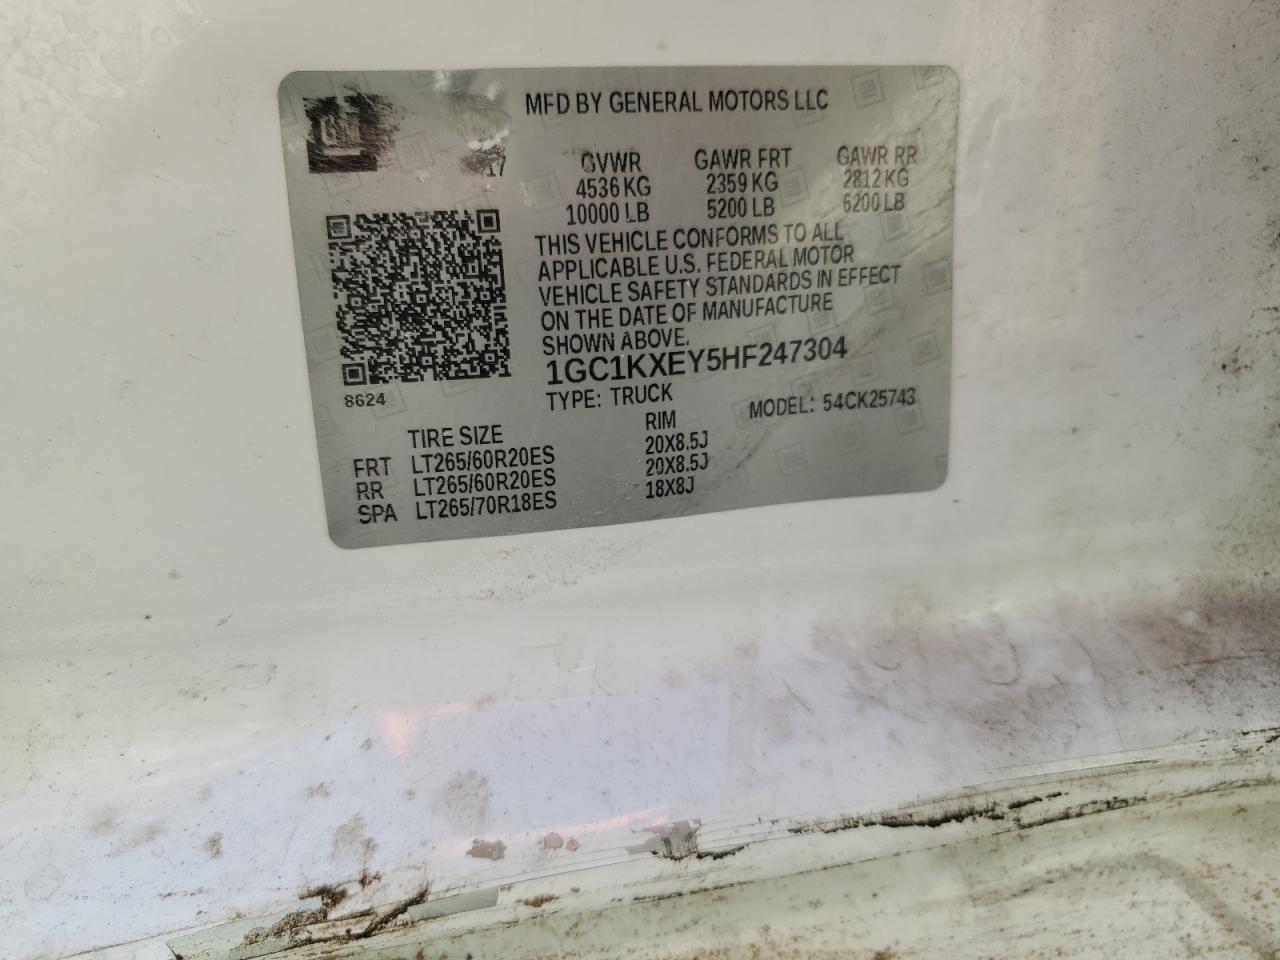 MFD BY GENERAL MOTORS LLC
17
GVWR GAWR FRT GAWR RR
4536 KG 2359 KG 2812 KG
10000 LB 5200 LB 6200 LB
THIS VEHICLE CONFORMS TO ALL
APPLICABLE U.S. FEDERAL MOTOR
VEHICLE SAFETY STANDARDS IN EFFECT
ON THE DATE OF MANUFACTURE
SHOWN ABOVE.
1GC1KXEY5HF247304
8624
TYPE: TRUCK MODEL: 54CK25743
TIRE SIZE RIM
FRT LT265/60R20ES 20X8.5J
RR LT265/60R20ES 20X8.5J
SPA LT265/70R18ES 18X8J